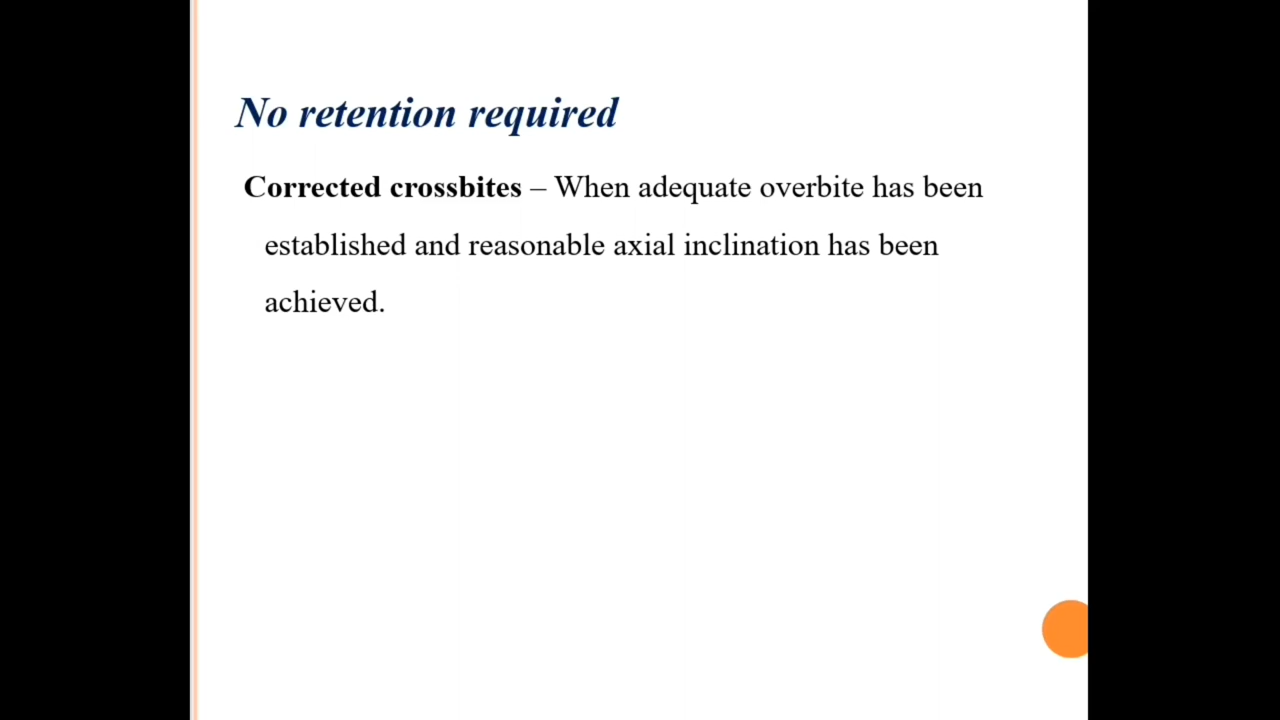 No retention required
Corrected crossbites – When adequate overbite has been
established and reasonable axial inclination has been
achieved.